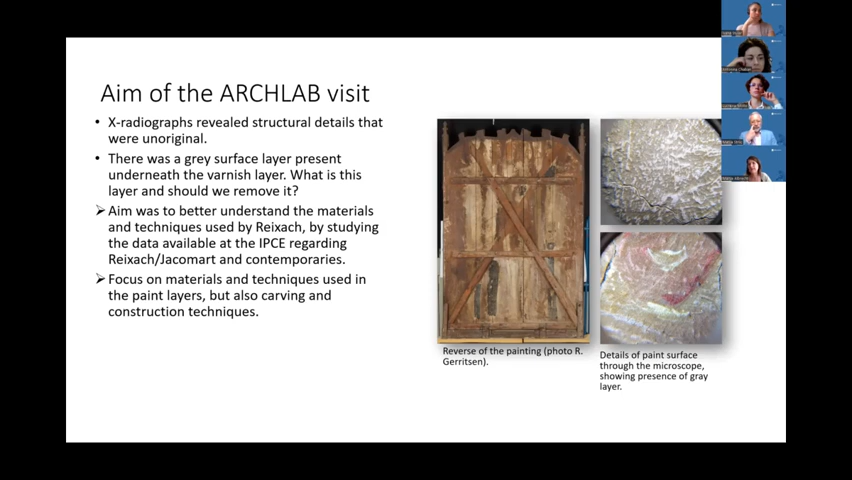 Aim of the ARCHLAB visit
• X-radiographs revealed structural details that
were unoriginal.
• There was a grey surface layer present
underneath the varnish layer. What is this
layer and should we remove it?
➢ Aim was to better understand the materials
and techniques used by Reixach, by studying
the data available at the IPCE regarding
Reixach/Jacomart and contemporaries.
➢ Focus on materials and techniques used in
the paint layers, but also carving and
construction techniques.
Reverse of the painting (photo R.
Gerritsen).
Details of paint surface
through the microscope,
showing presence of gray
layer.